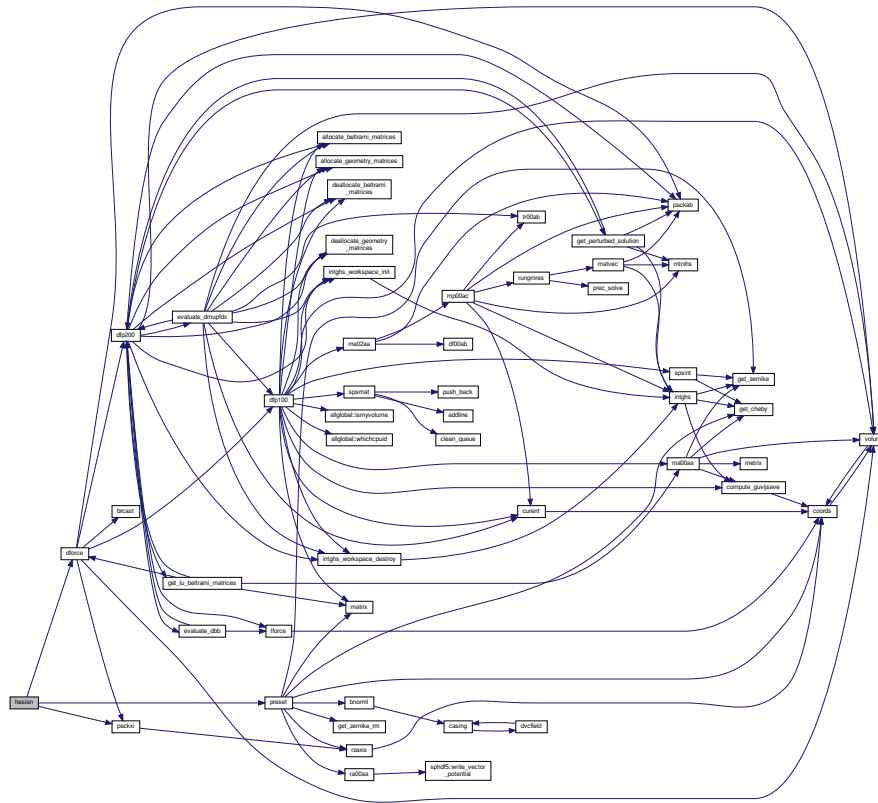 allocate_beltrami_matrices
allocate_geometry_matrices
deallocate_beltrami
_matrices
packab
tr00ab
deallocate_geometry
_matrices
get_perturbed_solution
intghs_workspace_init
matvec
mtrxhs
rungmres
prec_solve
mp00ac
evaluate_dmupfdx
dfp200
ma02aa
df00ab
spsint
get_zernike
dfp100
spsmat
push_back
intghs
get_cheby
allglobal::ismyvolume
addline
allglobal::whichcpuid
clean_queue
volu
ma00aa
metrix
compute_guvijsave
brcast
curent
coords
dforce
intghs_workspace_destroy
get_lu_beltrami_matrices
matrix
evaluate_dbb
lforce
hesian
preset
bnorml
packxi
get_zernike_rm
casing
dvcfield
rzaxis
ra00aa
sphdf5::write_vector
_potential